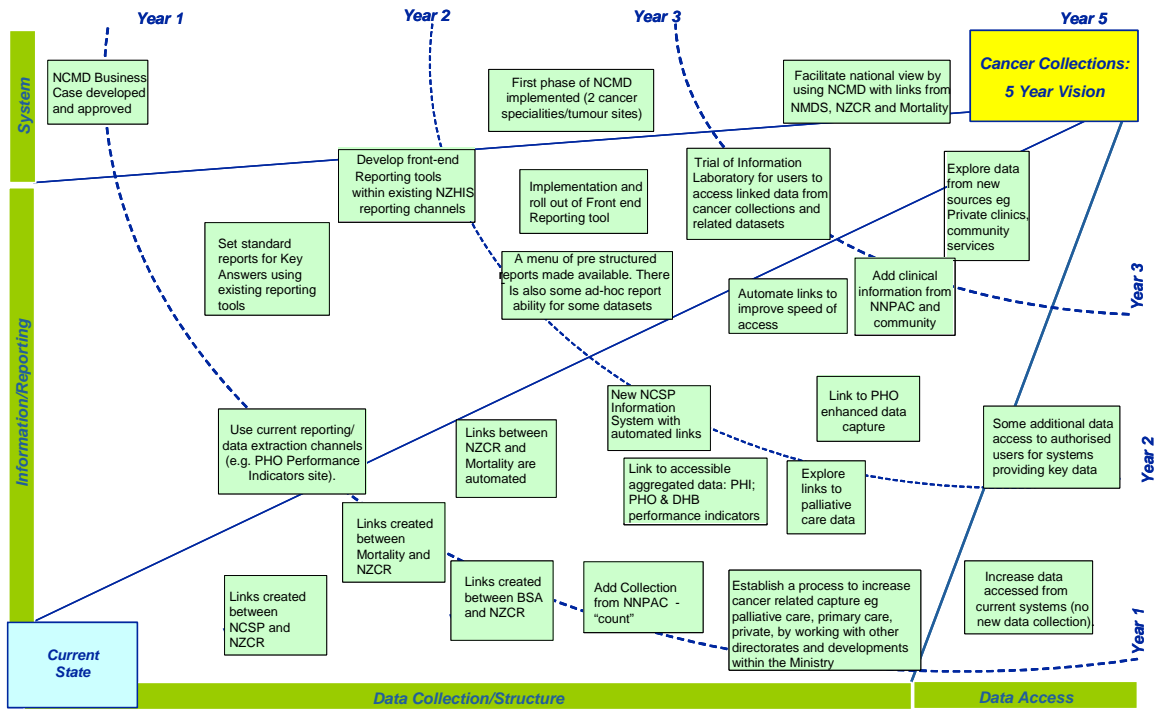 Year 1
Year 2
Year 3
Year 5
System
NCMD Business
Case developed
and approved
First phase of NCMD
implemented (2 cancer
specialities/tumour sites)
Facilitate national view by
using NCMD with links from
NMDS, NZCR and Mortality
Cancer Collections:
5 Year Vision
Develop front-end
Reporting tools
within existing NZHIS
reporting channels
Implementation and
roll out of Front end
Reporting tool
Trial of Information
Laboratory for users to
access linked data from
cancer collections and
related datasets
Explore data
from new
sources eg
Private clinics,
community
services
Information/Reporting
Set standard
reports for Key
Answers using
existing reporting
tools
A menu of pre structured
reports made available. There
Is also some ad-hoc report
ability for some datasets
Automate links to
improve speed of
access
Add clinical
information from
NNPAC and
community
Year 3
Use current reporting/
data extraction channels
(e.g. PHO Performance
Indicators site).
Links between
NZCR and
Mortality are
automated
New NCSP
Information
System with
automated links
Link to PHO
enhanced data
capture
Some additional data
access to authorised
users for systems
providing key data
Year 2
Link to accessible
aggregated data: PHI;
PHO & DHB
performance indicators
Explore
links to
palliative
care data
Links created
between
Mortality and
NZCR
Links created
between
NCSP and
NZCR
Links created
between BSA
and NZCR
Add Collection
from NNPAC -
“count”
Establish a process to increase
cancer related capture eg
palliative care, primary care,
private, by working with other
directorates and developments
within the Ministry
Increase data
accessed from
current systems (no
new data collection).
Year 1
Current
State
Data Collection/Structure
Data Access